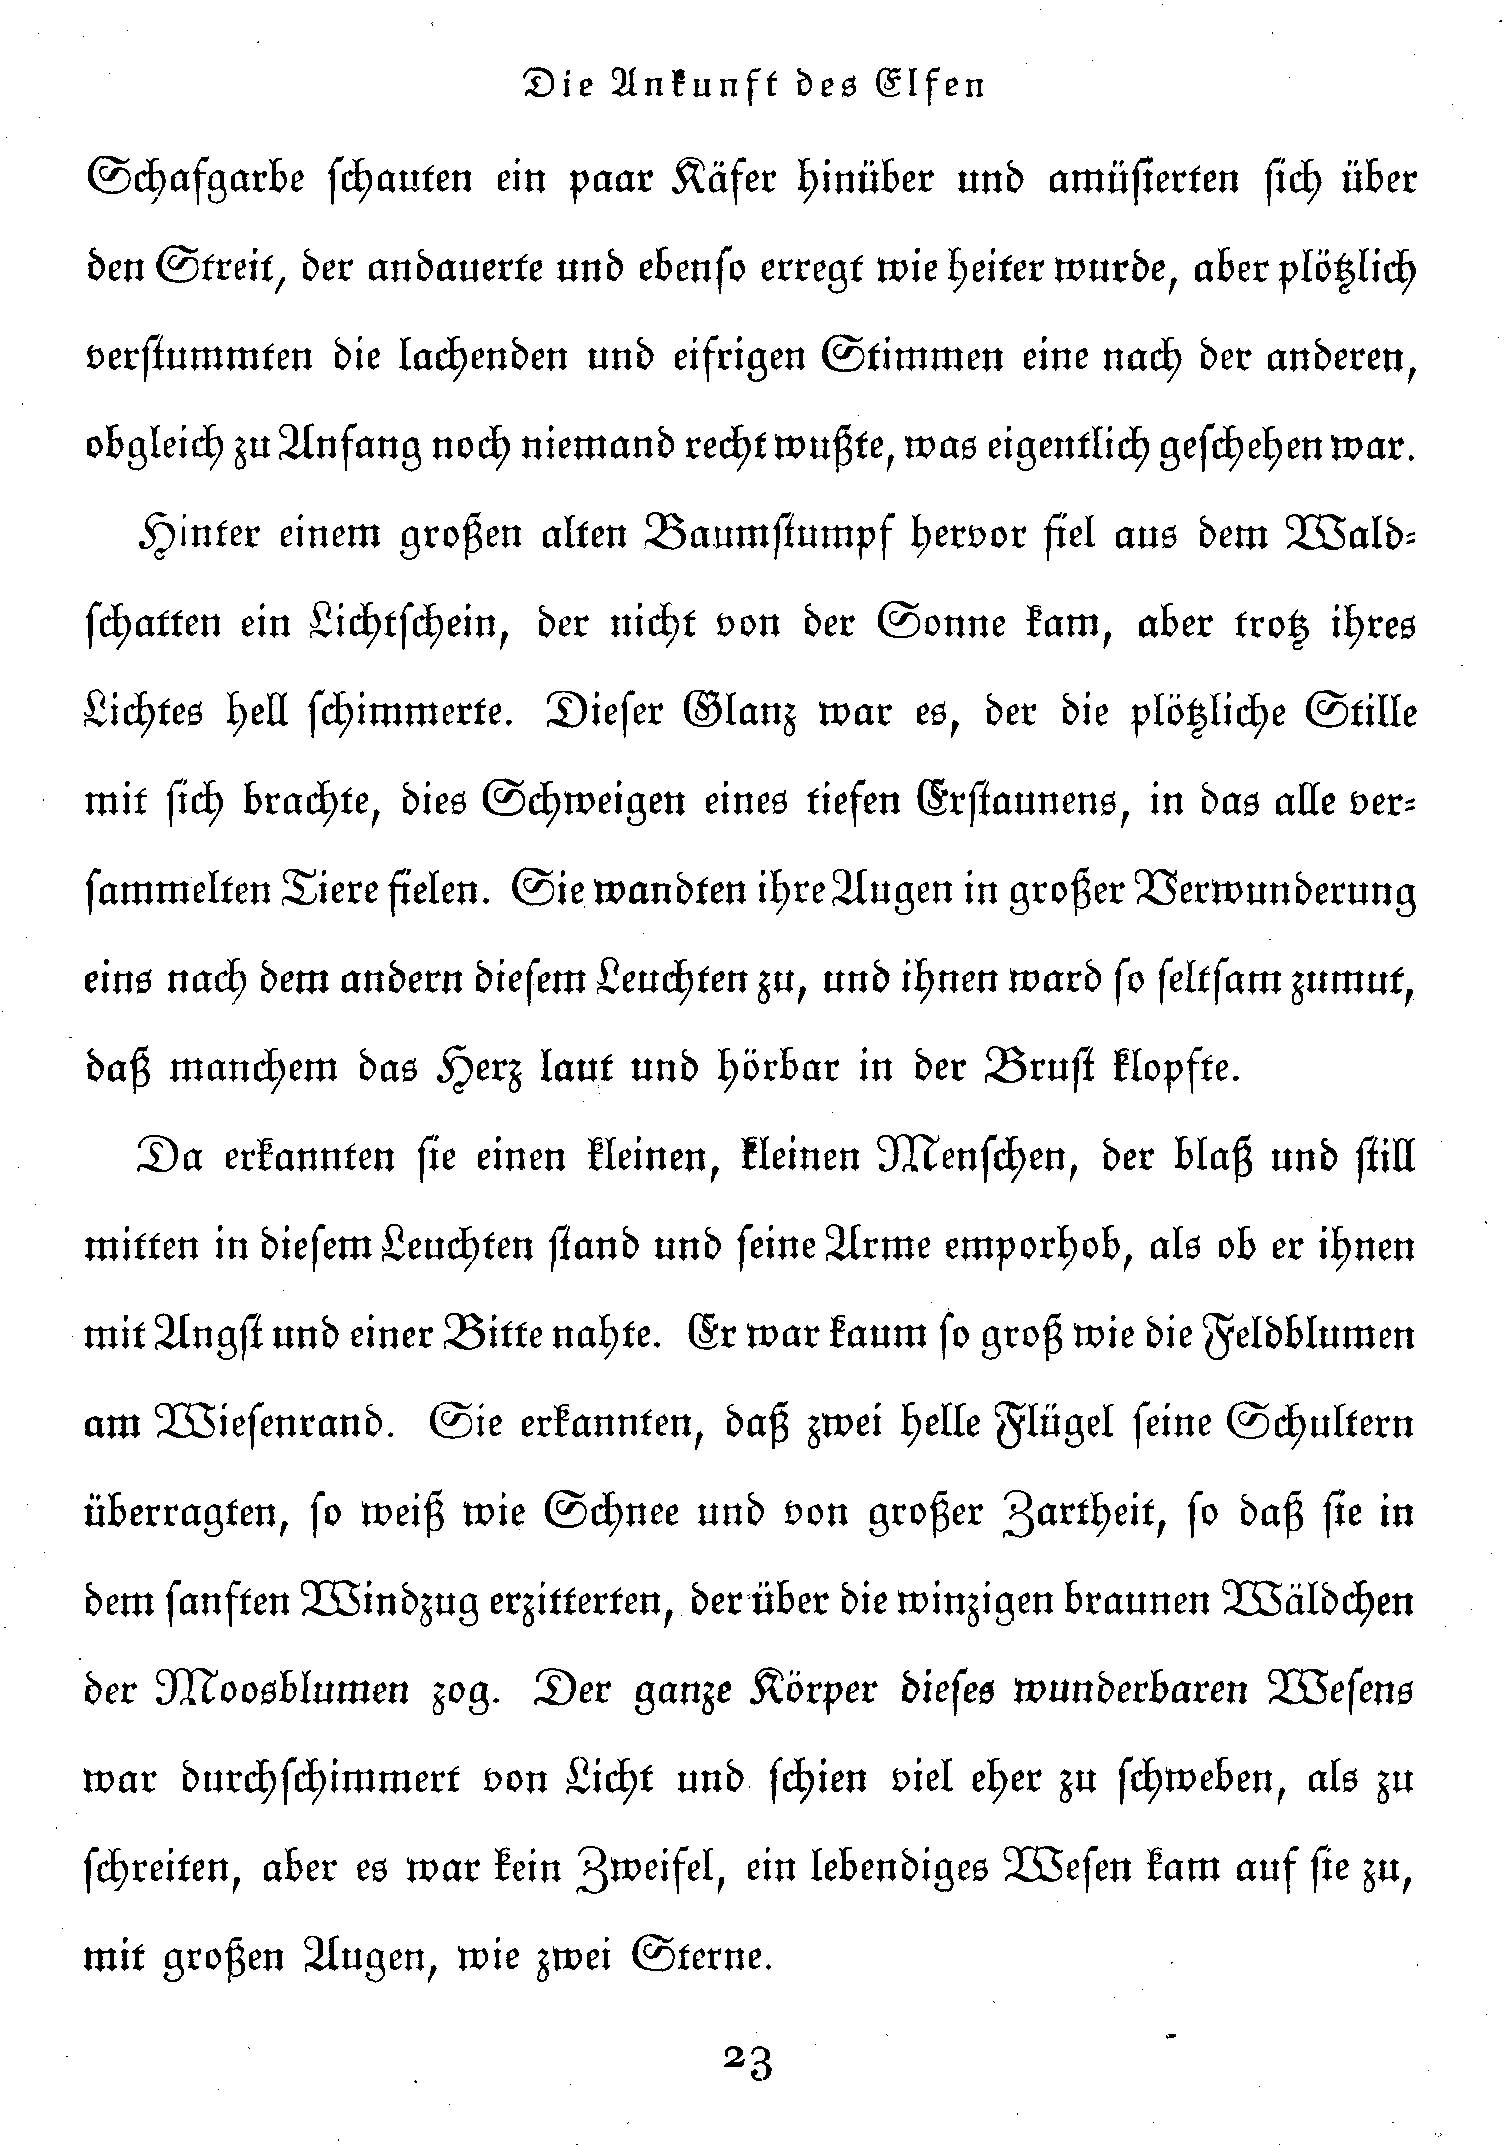 Die Ankunft des Elfen
Schafgarbe ſchauten ein paar Käfer hinüber und amüſierten ſich über
den Streit, der andauerte und ebenſo erregt wie heiter wurde, aber plötzlich
verſtummten die lachenden und eifrigen Stimmen eine nach der anderen,
obgleich zu Anfang noch niemand recht wußte, was eigentlich geſchehen war.
Hinter einem großen alten Baumſtumpf hervor fiel aus dem Wald⸗
ſchatten ein Lichtſchein, der nicht von der Sonne kam, aber trotz ihres
Lichtes hell ſchimmerte. Dieſer Glanz war es, der die plötzliche Stille
mit ſich brachte, dies Schweigen eines tiefen Erſtaunens, in das alle ver⸗
ſammelten Tiere fielen. Sie wandten ihre Augen in großer Verwunderung
eins nach dem andern dieſem Leuchten zu, und ihnen ward ſo ſeltſam zumut,
daß manchem das Herz laut und hörbar in der Bruſt klopfte.
Da erkannten ſie einen kleinen, kleinen Menſchen, der blaß und ſtill
mitten in dieſem Leuchten ſtand und ſeine Arme emporhob, als ob er ihnen
mit Angſt und einer Bitte nahte. Er war kaum ſo groß wie die Feldblumen
am Wieſenrand. Sie erkannten, daß zwei helle Flügel ſeine Schultern
überragten, ſo weiß wie Schnee und von großer Zartheit, ſo daß ſie in
dem ſanften Windzug erzitterten, der über die winzigen braunen Wäldchen
der Moosblumen zog. Der ganze Körper dieſes wunderbaren Weſens
war durchſchimmert von Licht und ſchien viel eher zu ſchweben, als zu
ſchreiten, aber es war kein Zweifel, ein lebendiges Weſen kam auf ſie zu,
mit großen Augen, wie zwei Sterne.
23